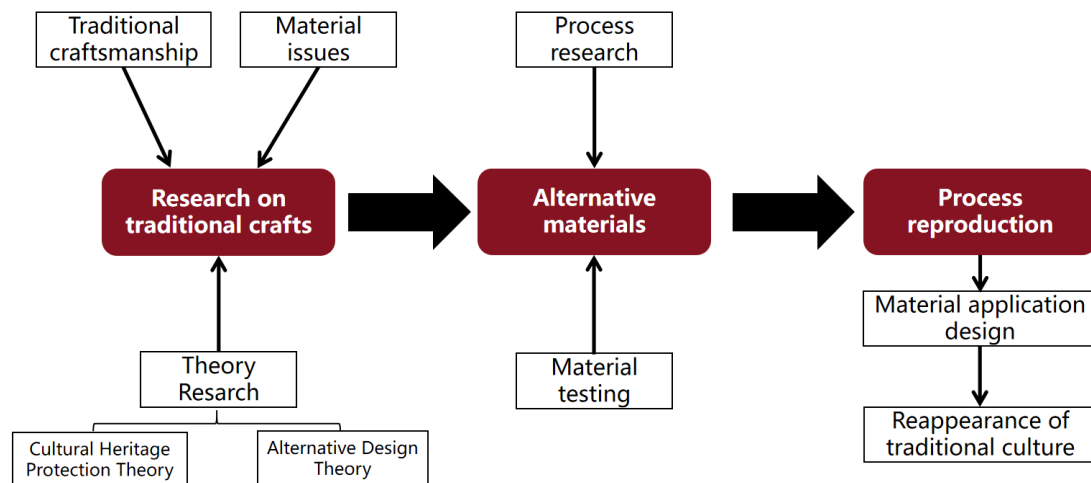 Traditional
craftsmanship
Material
issues
Process
research
Research on
traditional crafts
Alternative
materials
Process
reproduction
Material application
design
Theory
Resarch
Material
testing
Reappearance of
traditional culture
Cultural Heritage
Protection Theory
Alternative Design
Theory